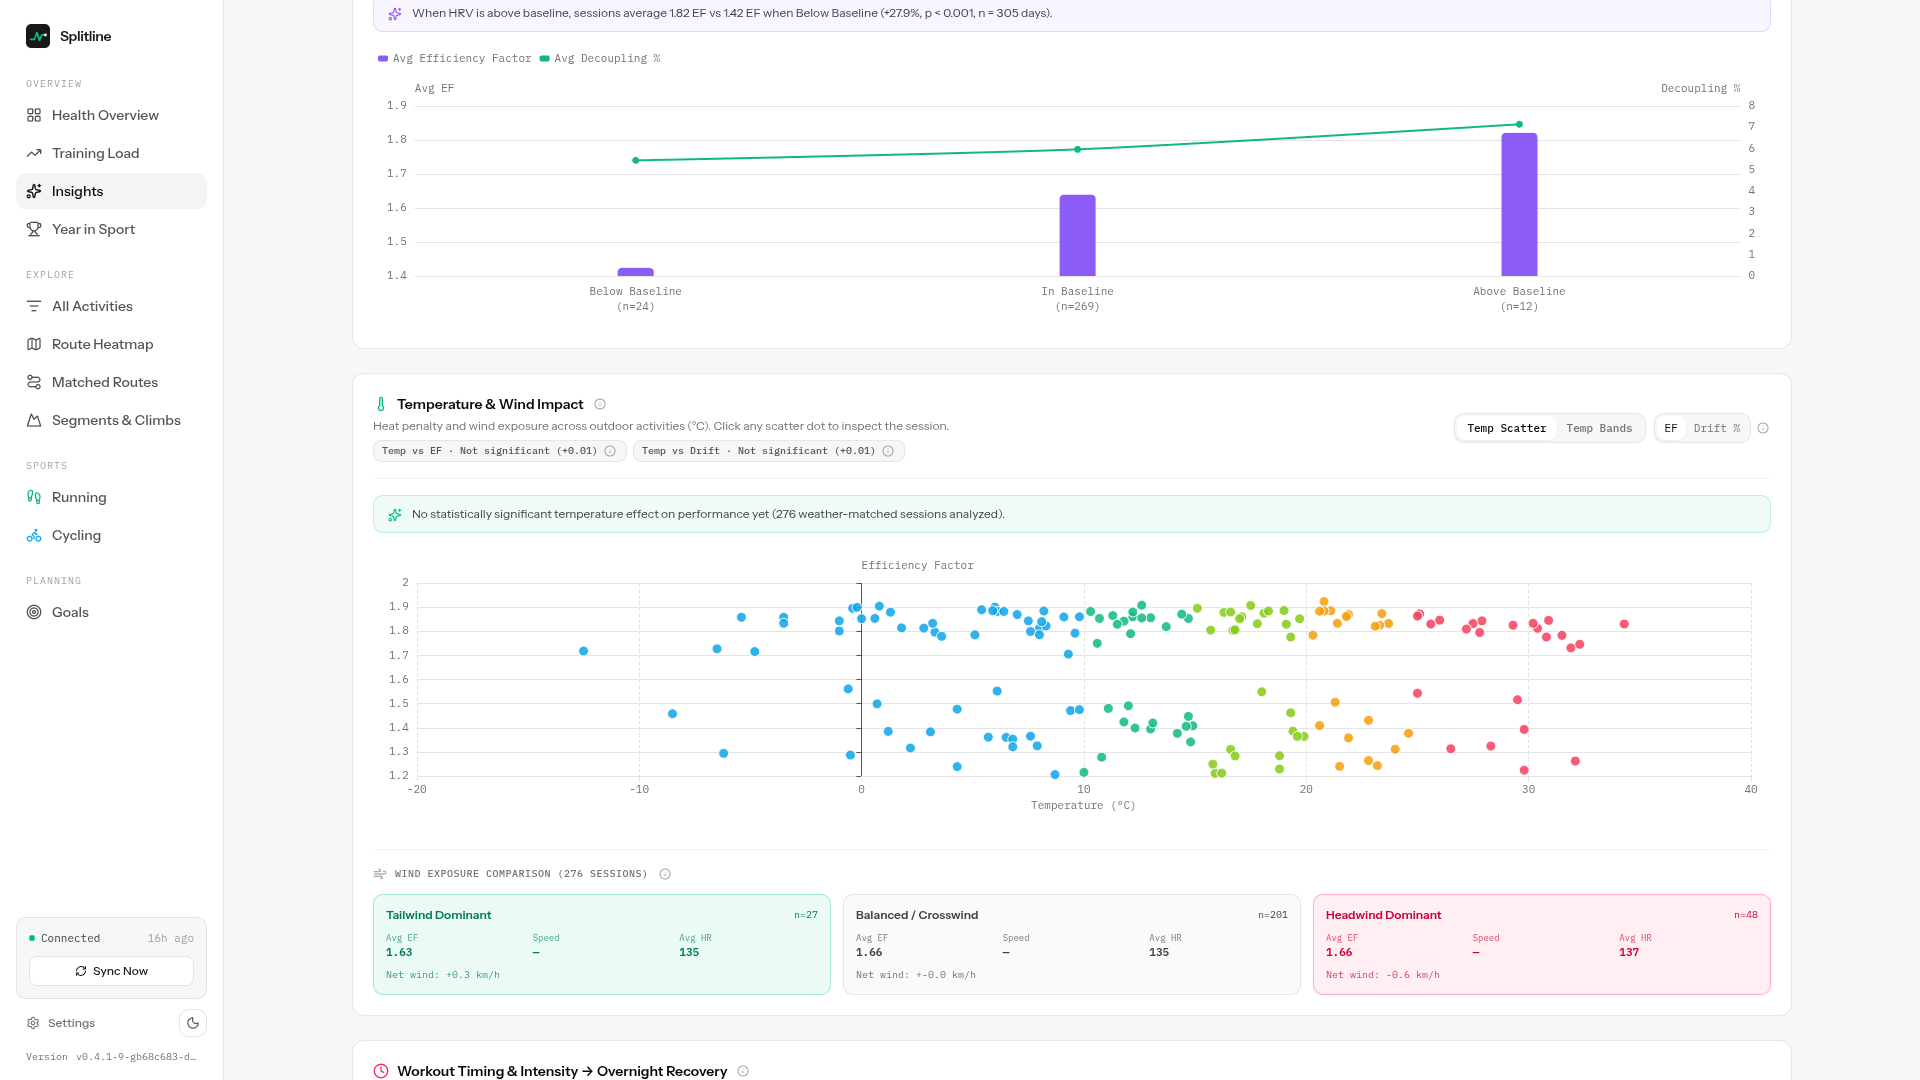 Splitline
OVERVIEW
Health Overview
Training Load
Insights
Year in Sport
EXPLORE
All Activities
Route Heatmap
Matched Routes
Segments & Climbs
SPORTS
Running
Cycling
PLANNING
Goals
Connected 16h ago
Sync Now
Settings
Version v0.4.1-9-gb68c683-d…
When HRV is above baseline, sessions average 1.82 EF vs 1.42 EF when Below Baseline (+27.9%, p < 0.001, n = 305 days).
Avg Efficiency Factor Avg Decoupling %
Avg EF Decoupling %
1.9
1.8
1.7
1.6
1.5
1.4
8
7
6
5
4
3
2
1
0
Below Baseline In Baseline Above Baseline
(n=24) (n=269) (n=12)
Temperature & Wind Impact
Heat penalty and wind exposure across outdoor activities (°C). Click any scatter dot to inspect the session.
Temp vs EF · Not significant (+0.01) Temp vs Drift · Not significant (+0.01)
Temp Scatter Temp Bands EF Drift %
No statistically significant temperature effect on performance yet (276 weather-matched sessions analyzed).
Efficiency Factor
2
1.9
1.8
1.7
1.6
1.5
1.4
1.3
1.2
-20 -10 0 10 20 30 40
Temperature (°C)
WIND EXPOSURE COMPARISON (276 SESSIONS)
Tailwind Dominant n=27
Avg EF Speed Avg HR
1.63 — 135
Net wind: +0.3 km/h
Balanced / Crosswind n=201
Avg EF Speed Avg HR
1.66 — 135
Net wind: +-0.0 km/h
Headwind Dominant n=48
Avg EF Speed Avg HR
1.66 — 137
Net wind: -0.6 km/h
Workout Timing & Intensity → Overnight Recovery